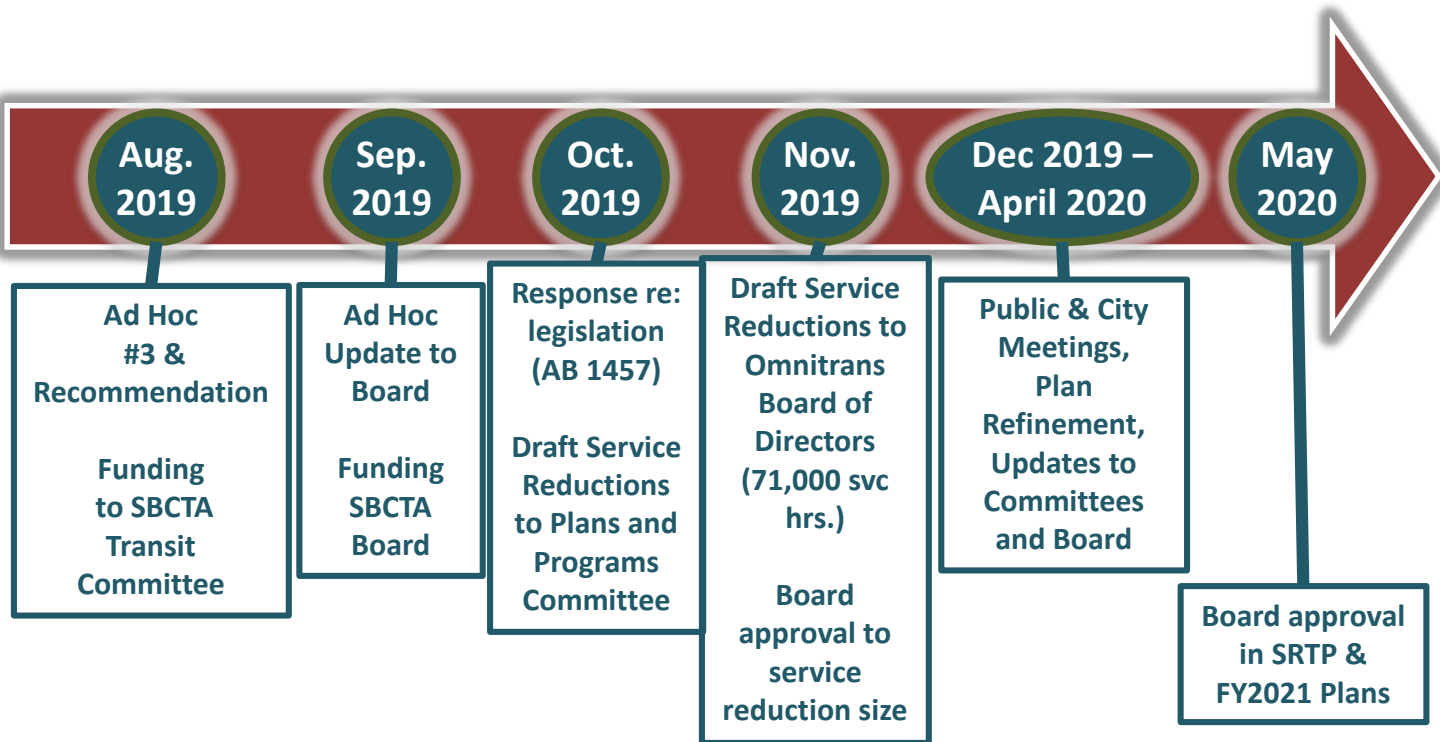 Aug.
2019
Sep.
2019
Oct.
2019
Nov.
2019
Dec 2019 –
April 2020
May
2020
Ad Hoc
#3 &
Recommendation
Funding
to SBCTA
Transit
Committee
Ad Hoc
Update to
Board
Funding
SBCTA
Board
Response re:
legislation
(AB 1457)
Draft Service
Reductions
to Plans and
Programs
Committee
Draft Service
Reductions to
Omnitrans
Board of
Directors
(71,000 svc
hrs.)
Board
approval to
service
reduction size
Public & City
Meetings,
Plan
Refinement,
Updates to
Committees
and Board
Board approval
in SRTP &
FY2021 Plans